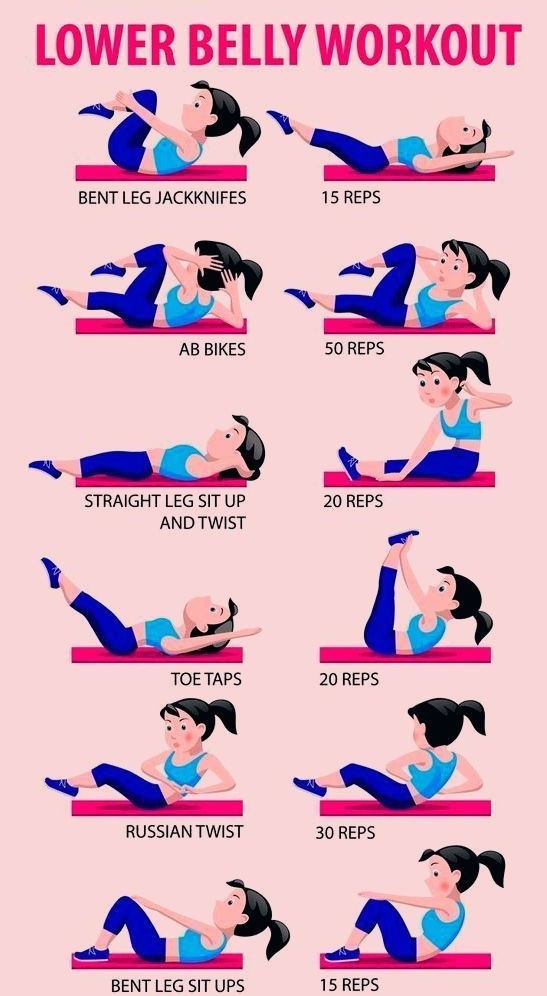 LOWER BELLY WORKOUT
BENT LEG JACKKNIFES
15 REPS
AB BIKES
50 REPS
STRAIGHT LEG SIT UP
AND TWIST
20 REPS
TOE TAPS
20 REPS
RUSSIAN TWIST
30 REPS
BENT LEG SIT UPS
15 REPS